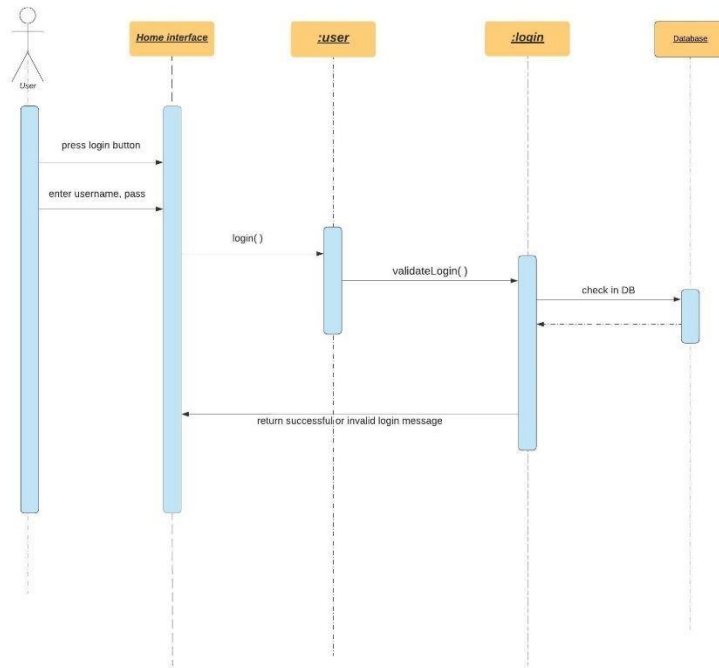 Home interface
:user
:login
Database
User
press login button
enter username, pass
login( )
validateLogin( )
check in DB
return successful or invalid login message